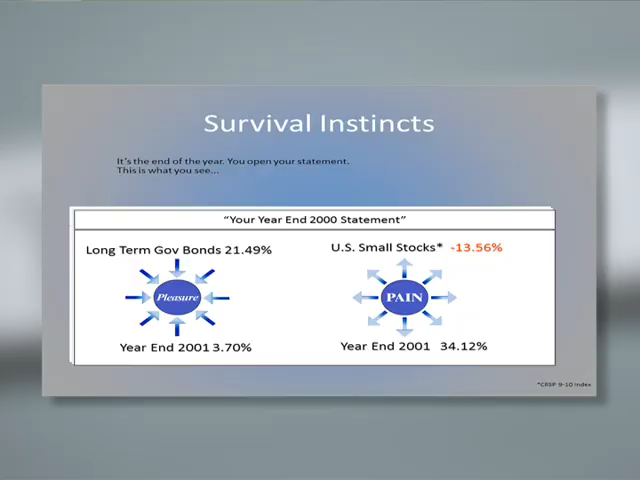 Survival Instincts
It's the end of the year. You open your statement.
This is what you see...
"Your Year End 2000 Statement"
Long Term Gov Bonds 21.49%
Pleasure
Year End 2001 3.70%
U.S. Small Stocks* -13.56%
PAIN
Year End 2001 34.12%
*CRSP 9-10 Index